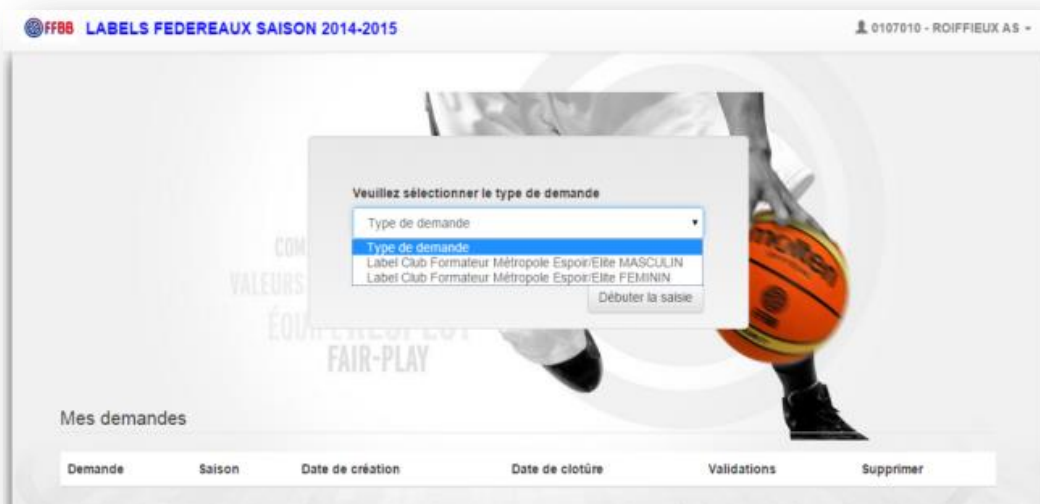 FFBB LABELS FEDEREAUX SAISON 2014-2015
0107010 - ROIFFIEUX AS
Veuillez sélectionner le type de demande
Type de demande
Type de demande
Label Club Formateur Métropole Espoir/Elite MASCULIN
Label Club Formateur Métropole Espoir/Elite FEMININ
Débuter la saisie
VALEURS
FAIR-PLAY
molten
Mes demandes
Demande Saison Date de création Date de clotûre Validations Supprimer